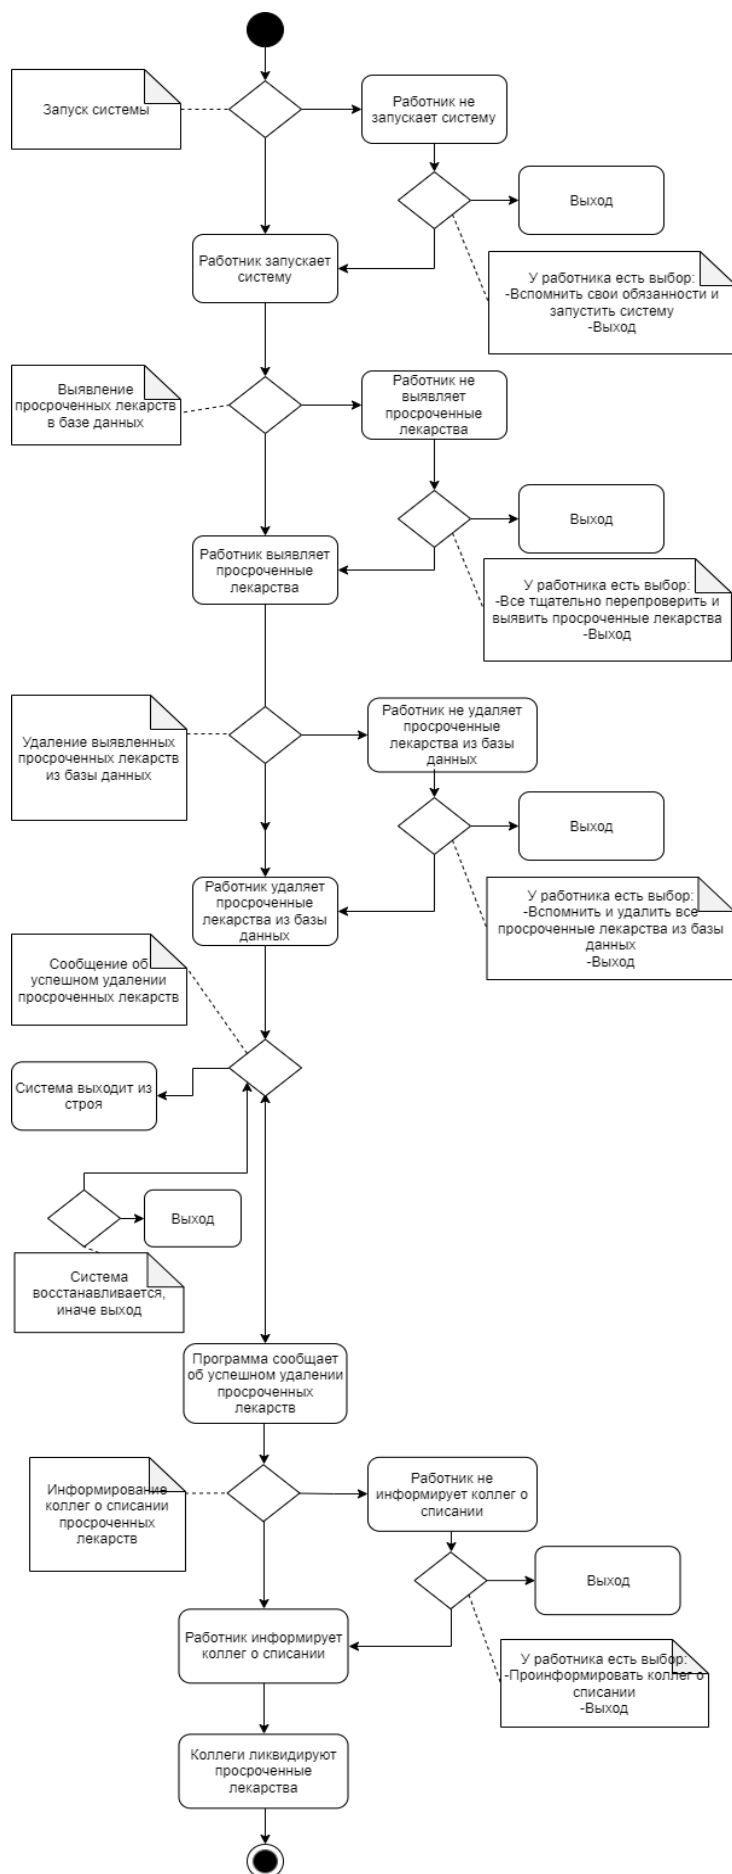 Запуск системы
Работник не
запускает систему
Выход
Работник запускает
систему
У работника есть выбор:
-Вспомнить свои обязанности и
запустить систему
-Выход
Выявление
просроченных лекарств
в базе данных
Работник не
выявляет
просроченные
лекарства
Выход
Работник выявляет
просроченные
лекарства
У работника есть выбор:
-Все тщательно перепроверить и
выявить просроченные лекарства
-Выход
Удаление выявленных
просроченных лекарств
из базы данных
Работник не удаляет
просроченные
лекарства из базы
данных
Выход
Работник удаляет
просроченные
лекарства из базы
данных
У работника есть выбор:
-Вспомнить и удалить все
просроченные лекарства из базы
данных
-Выход
Сообщение об
успешном удалении
просроченных лекарств
Система выходит из
строя
Выход
Система
восстанавливается,
иначе выход
Программа сообщает
об успешном удалении
просроченных
лекарств
Информирование
коллег о списании
просроченных
лекарств
Работник не
информирует коллег о
списании
Выход
Работник информирует
коллег о списании
У работника есть выбор:
-Проинформировать коллег о
списании
-Выход
Коллеги ликвидируют
просроченные
лекарства